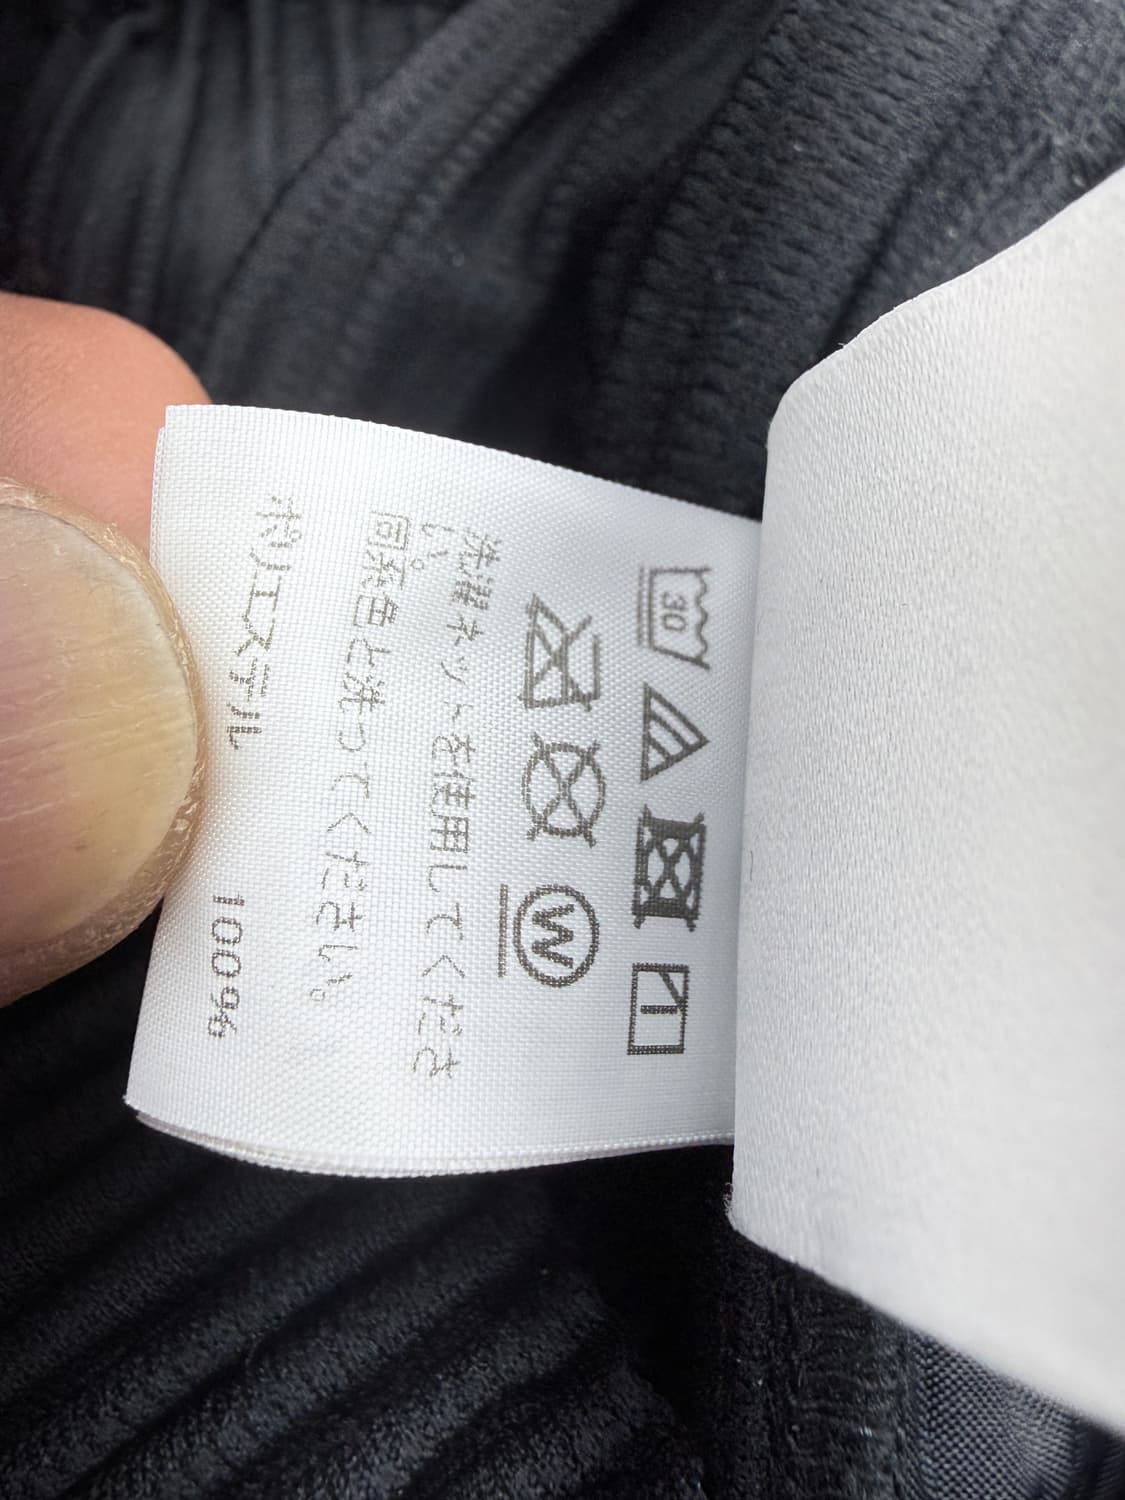 30
W
洗濯ネットを使用してくださ
い。
同系色と洗ってください。
ポリエステル 100%